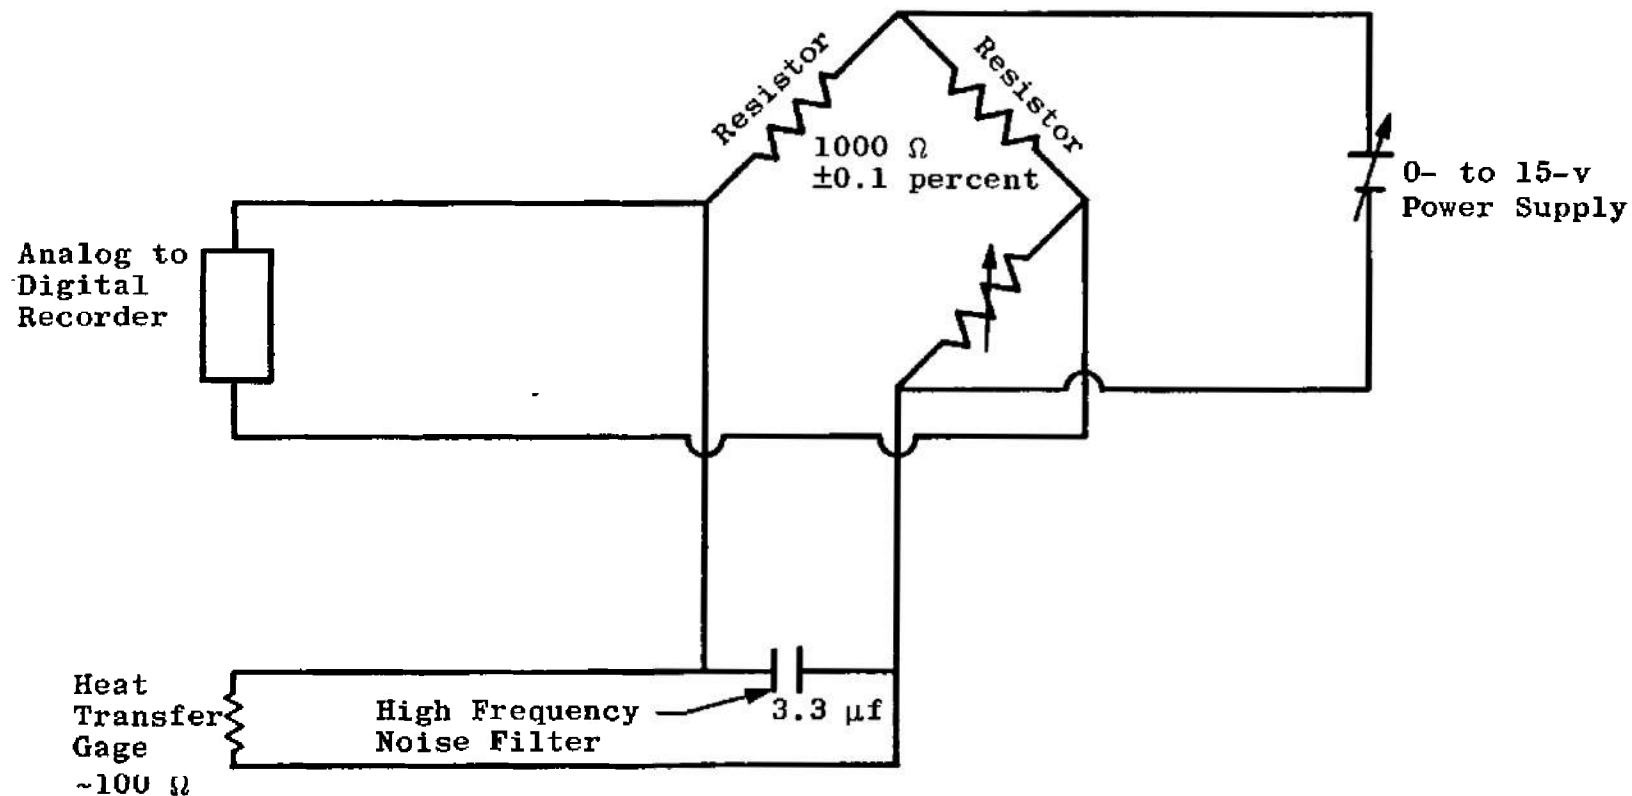 Resistor
Resistor
1000 Ω
±0.1 percent
0- to 15-v
Power Supply
Analog to
Digital
Recorder
Heat
Transfer
Gage
~100 Ω
High Frequency
Noise Filter
3.3 μf